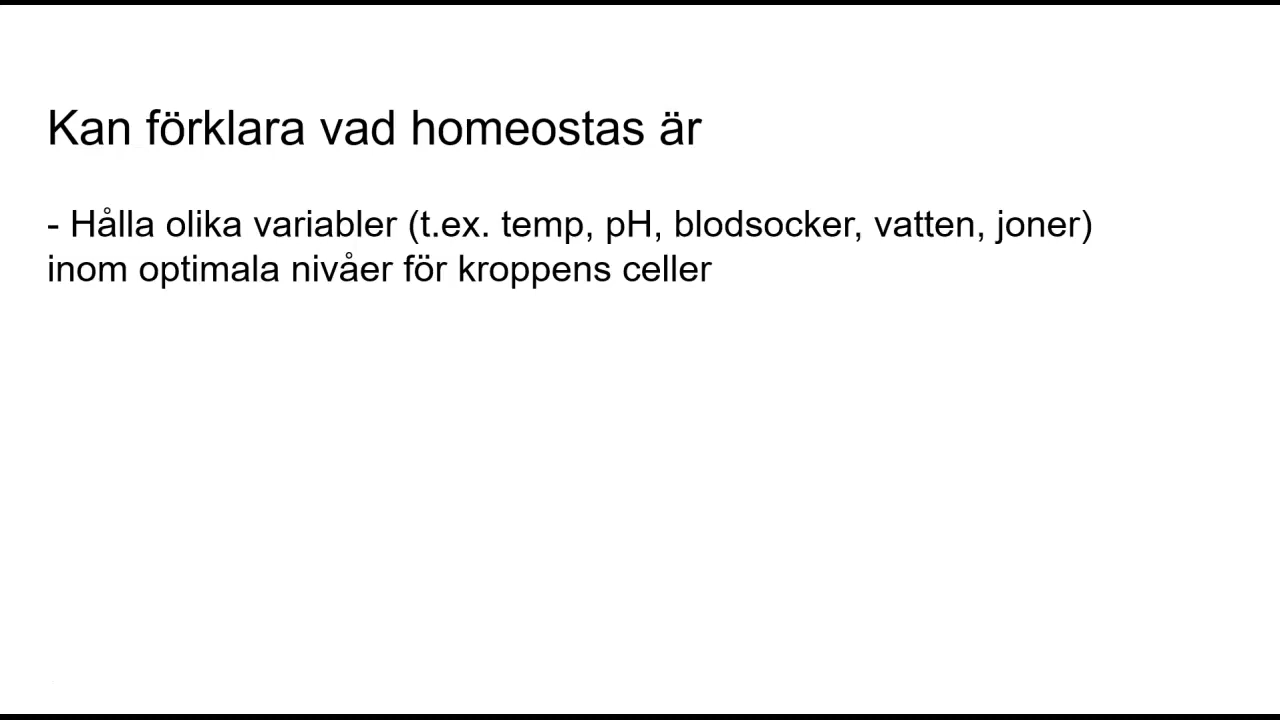 Kan förklara vad homeostas är
- Hålla olika variabler (t.ex. temp, pH, blodsocker, vatten, joner)
inom optimala nivåer för kroppens celler